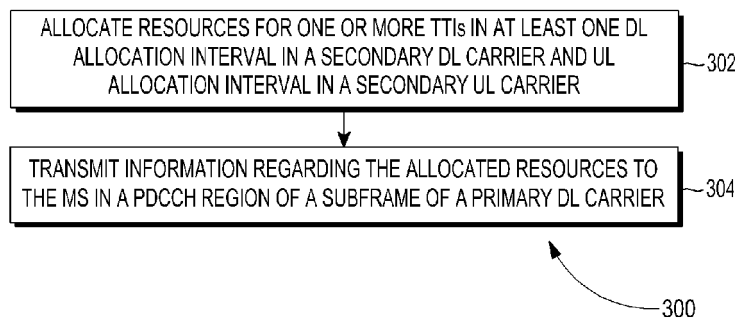 ALLOCATE RESOURCES FOR ONE OR MORE TTIs IN AT LEAST ONE DL
ALLOCATION INTERVAL IN A SECONDARY DL CARRIER AND UL
ALLOCATION INTERVAL IN A SECONDARY UL CARRIER
302
TRANSMIT INFORMATION REGARDING THE ALLOCATED RESOURCES TO
THE MS IN A PDCCH REGION OF A SUBFRAME OF A PRIMARY DL CARRIER
304
300